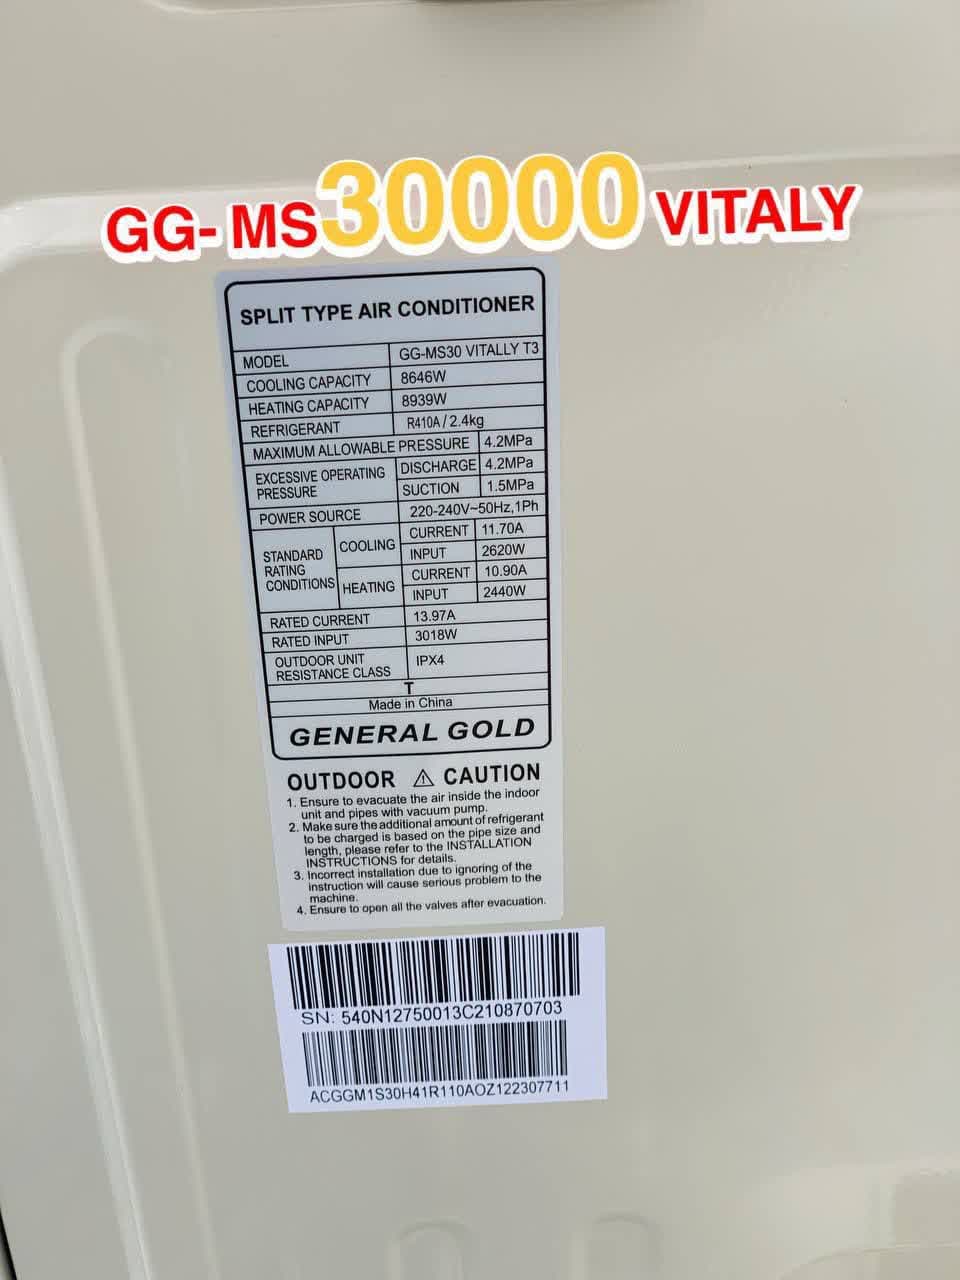 GG- MS30000 VITALY
SPLIT TYPE AIR CONDITIONER
MODEL GG-MS30 VITALLY T3
COOLING CAPACITY 8646W
HEATING CAPACITY 8939W
REFRIGERANT R410A / 2.4kg
MAXIMUM ALLOWABLE PRESSURE 4.2MPa
EXCESSIVE OPERATING PRESSURE DISCHARGE 4.2MPa
SUCTION 1.5MPa
POWER SOURCE 220-240V~50Hz,1Ph
STANDARD RATING CONDITIONS COOLING CURRENT 11.70A
INPUT 2620W
HEATING CURRENT 10.90A
INPUT 2440W
RATED CURRENT 13.97A
RATED INPUT 3018W
OUTDOOR UNIT RESISTANCE CLASS IPX4
T
Made in China
GENERAL GOLD
OUTDOOR ⚠ CAUTION
1. Ensure to evacuate the air inside the indoor
unit and pipes with vacuum pump.
2. Make sure the additional amount of refrigerant
to be charged is based on the pipe size and
length, please refer to the INSTALLATION
INSTRUCTIONS for details.
3. Incorrect installation due to ignoring of the
instruction will cause serious problem to the
machine.
4. Ensure to open all the valves after evacuation.
SN: 540N12750013C210870703
ACGGM1S30H41R110AOZ122307711